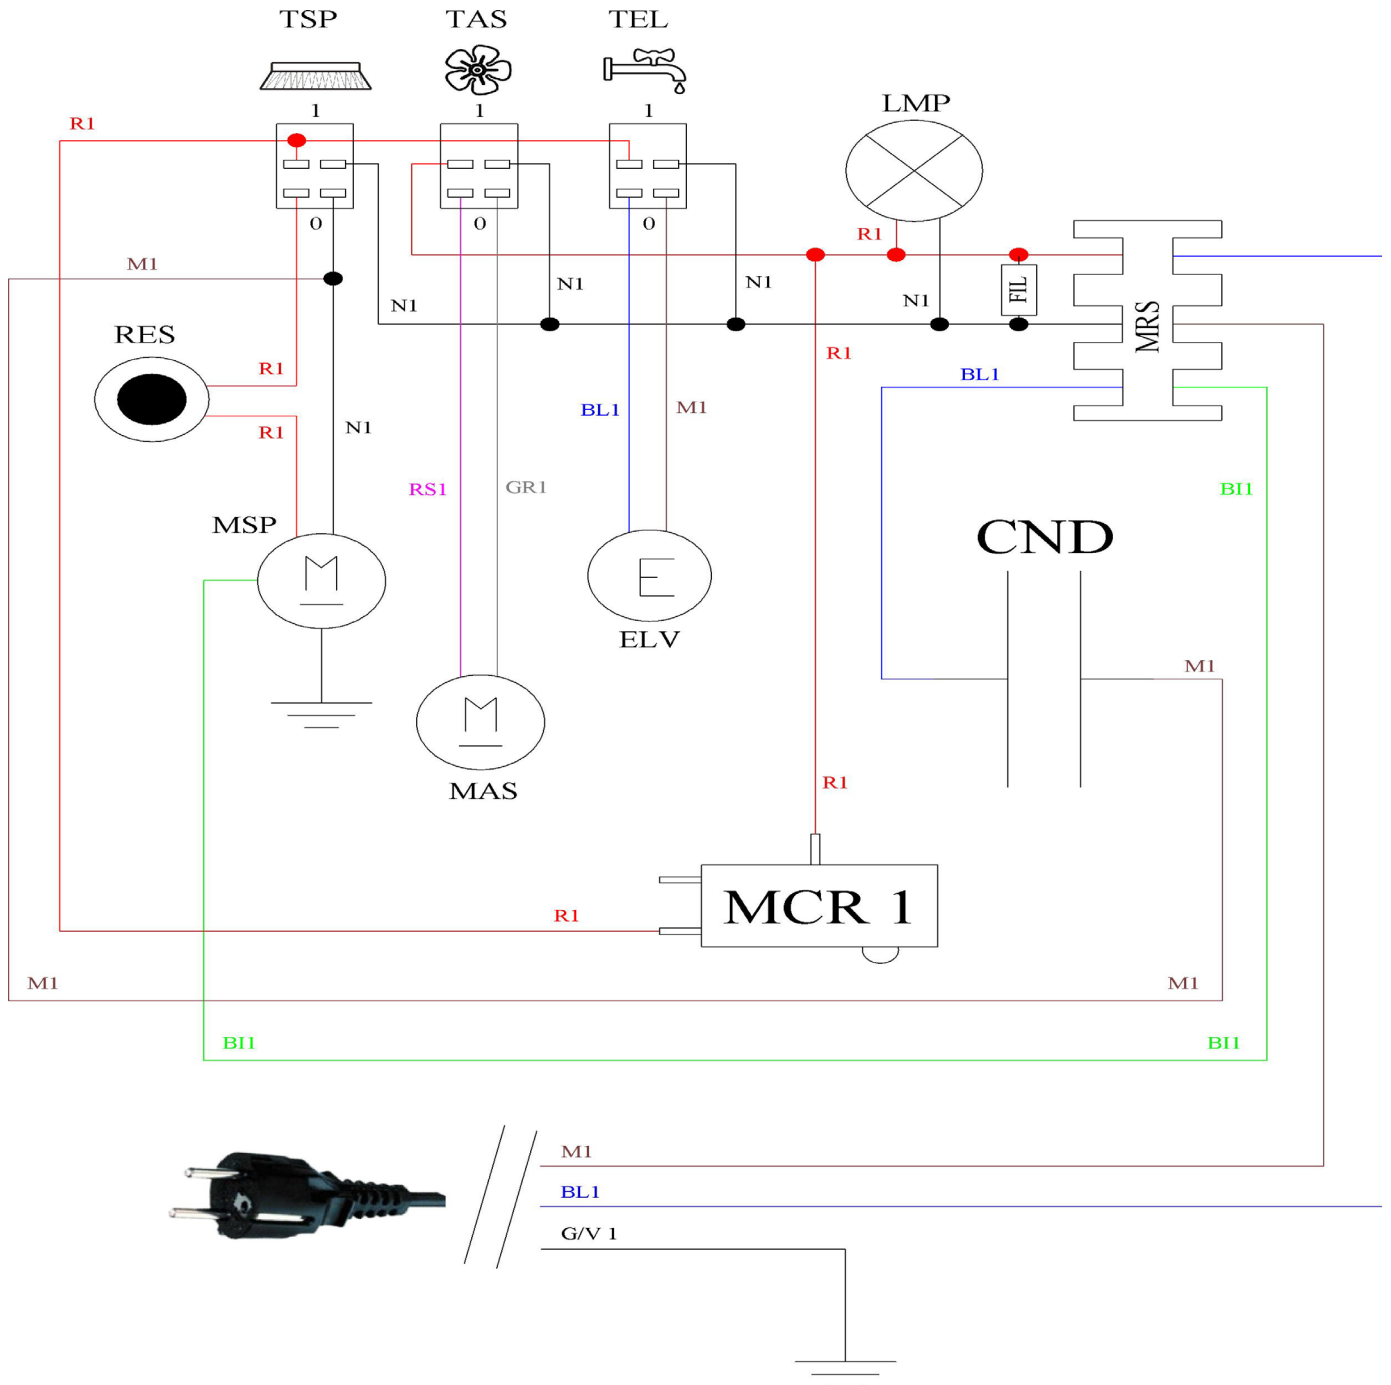 TSP TAS TEL
1 1 1 LMP
R1
0 0 0 R1
M1
N1 N1 N1 N1 FIL MRS
RES
R1 R1 BL1
R1 N1 BL1 M1
RS1 GR1 BI1
MSP CND
M
E
ELV
M1
M
MAS
R1
MCR 1
R1
M1 M1
BI1 BI1
M1
BL1
G/V 1